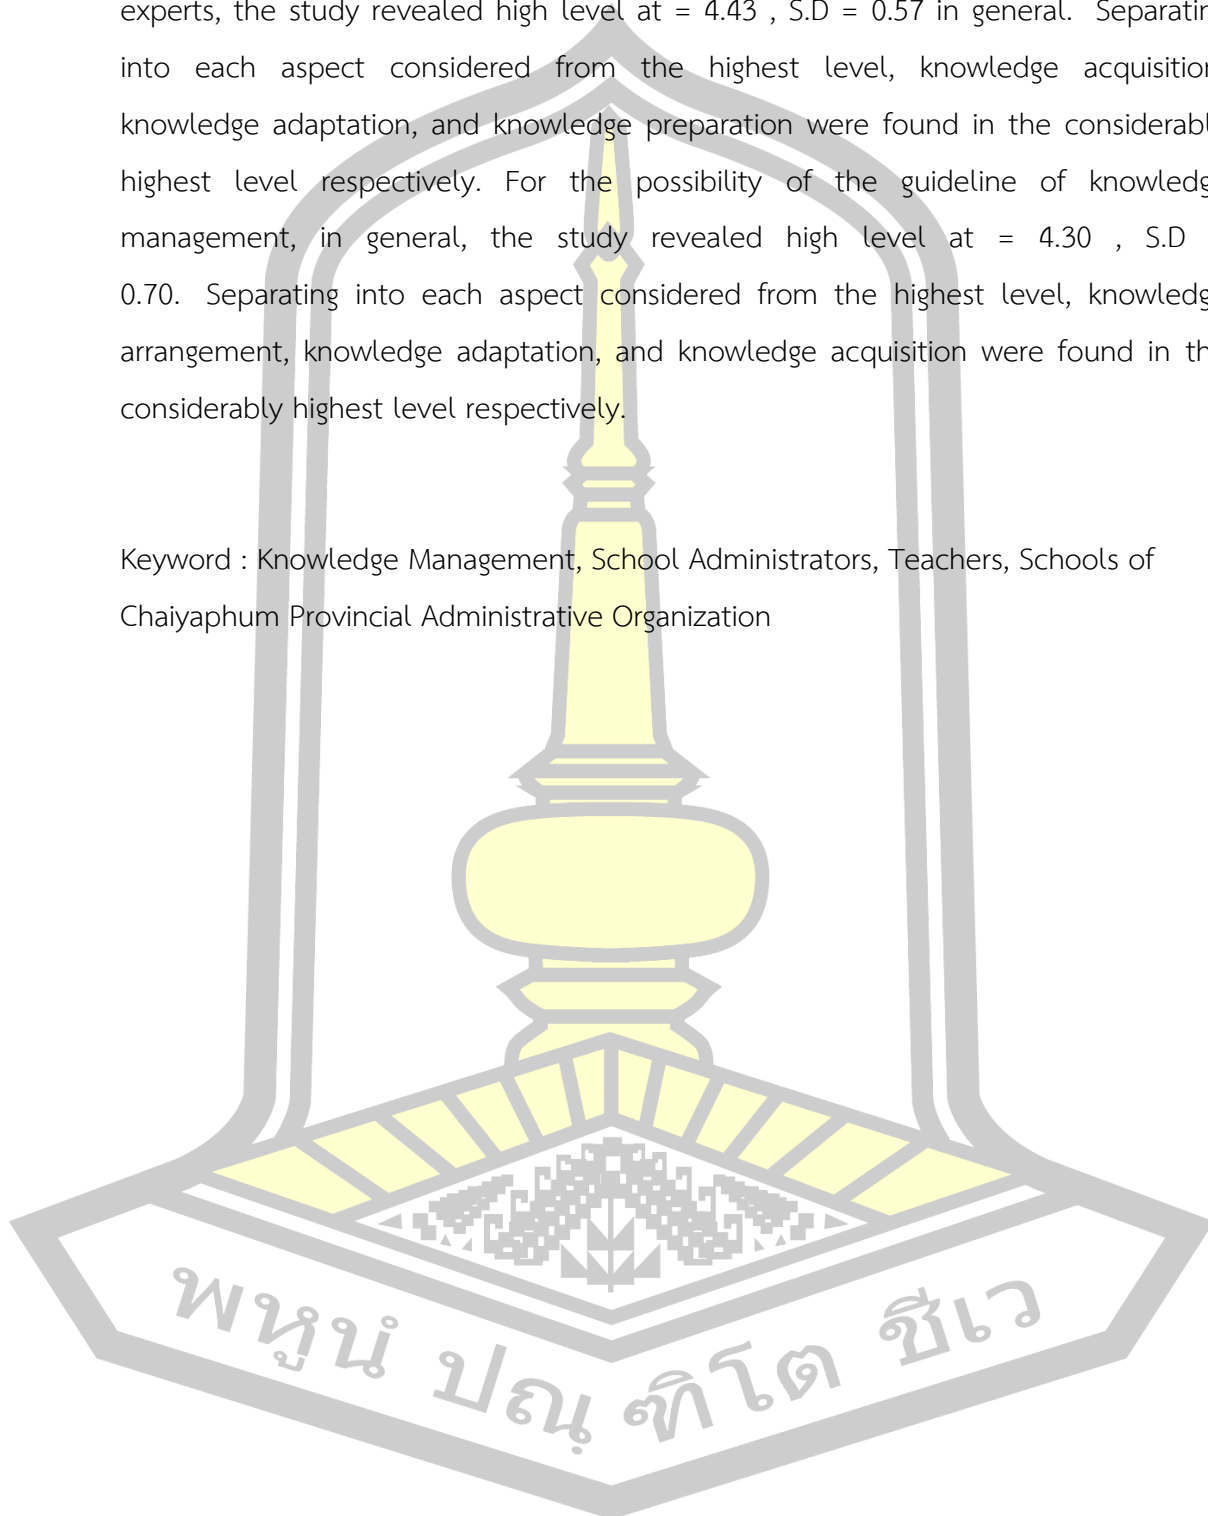 experts, the study revealed high level at = 4.43 , S.D = 0.57 in general. Separatin
into each aspect considered from the highest level, knowledge acquisition
knowledge adaptation, and knowledge preparation were found in the considerabl
highest level respectively. For the possibility of the guideline of knowledg
management, in general, the study revealed high level at = 4.30 , S.D
0.70. Separating into each aspect considered from the highest level, knowledg
arrangement, knowledge adaptation, and knowledge acquisition were found in th
considerably highest level respectively.
Keyword : Knowledge Management, School Administrators, Teachers, Schools of
Chaiyaphum Provincial Administrative Organization
พหูนํ ปณฺฑิโต ชีเว